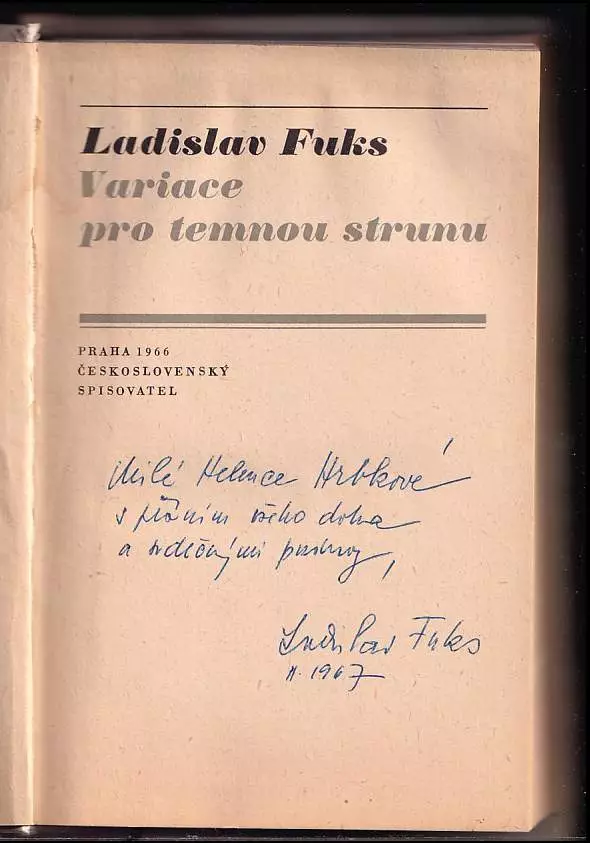 Ladislav Fuks
Variace
pro temnou strunu
PRAHA 1966
ČESKOSLOVENSKÝ
SPISOVATEL
Milé Helence Hrbkové
s přáním všeho dobra
a srdečnými pozdravy,
Ladislav Fuks
II. 1967